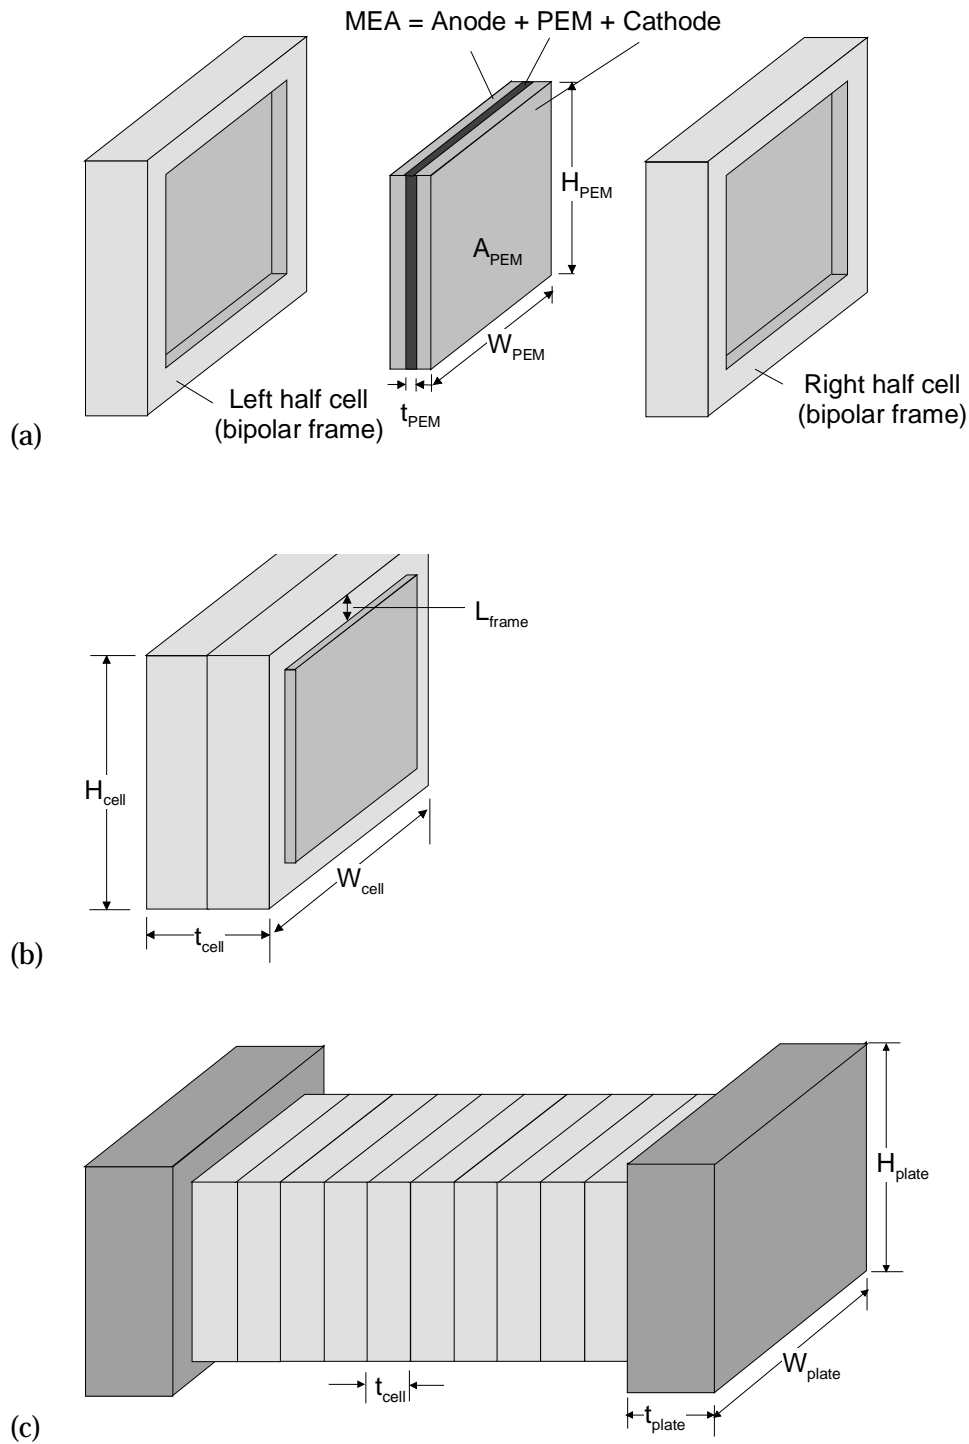 MEA = Anode + PEM + Cathode
H_PEM
A_PEM
W_PEM
t_PEM
Left half cell
(bipolar frame)
Right half cell
(bipolar frame)
(a)
L_frame
H_cell
W_cell
t_cell
(b)
H_plate
W_plate
t_cell
t_plate
(c)